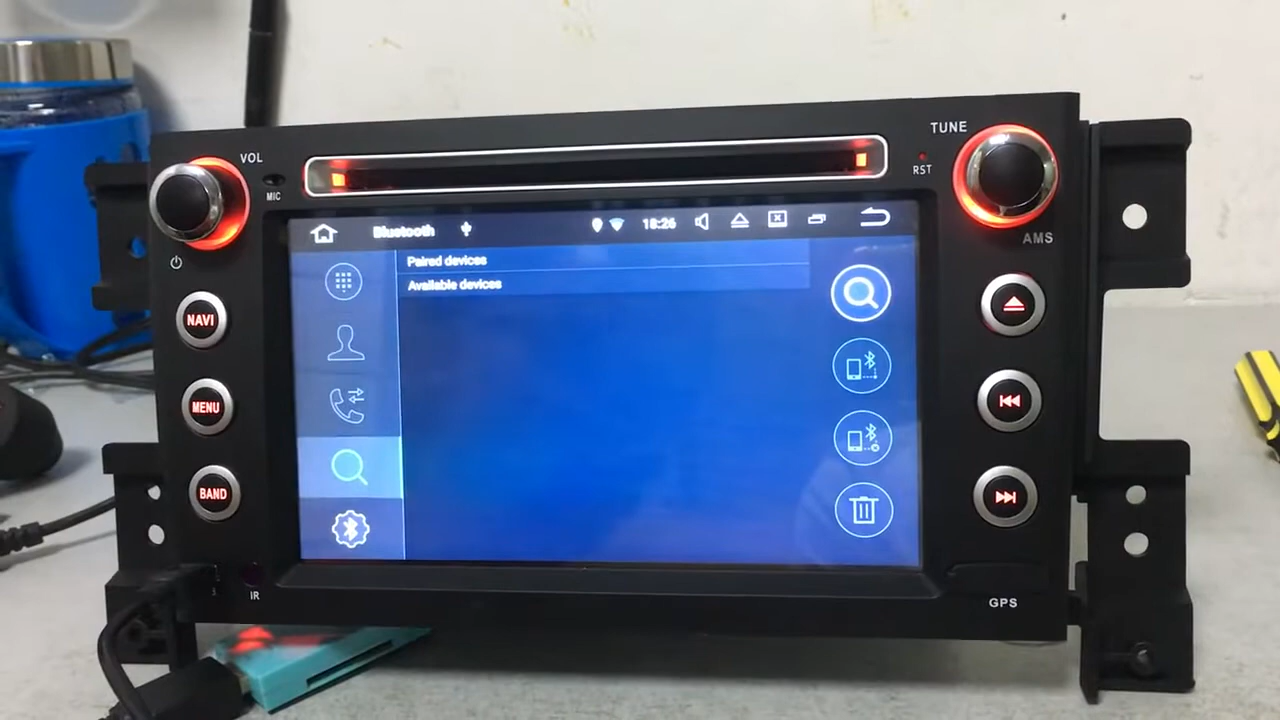 VOL
MIC
TUNE
RST
AMS
Bluetooth
18:26
Paired devices
Available devices
NAVI
MENU
BAND
IR
GPS